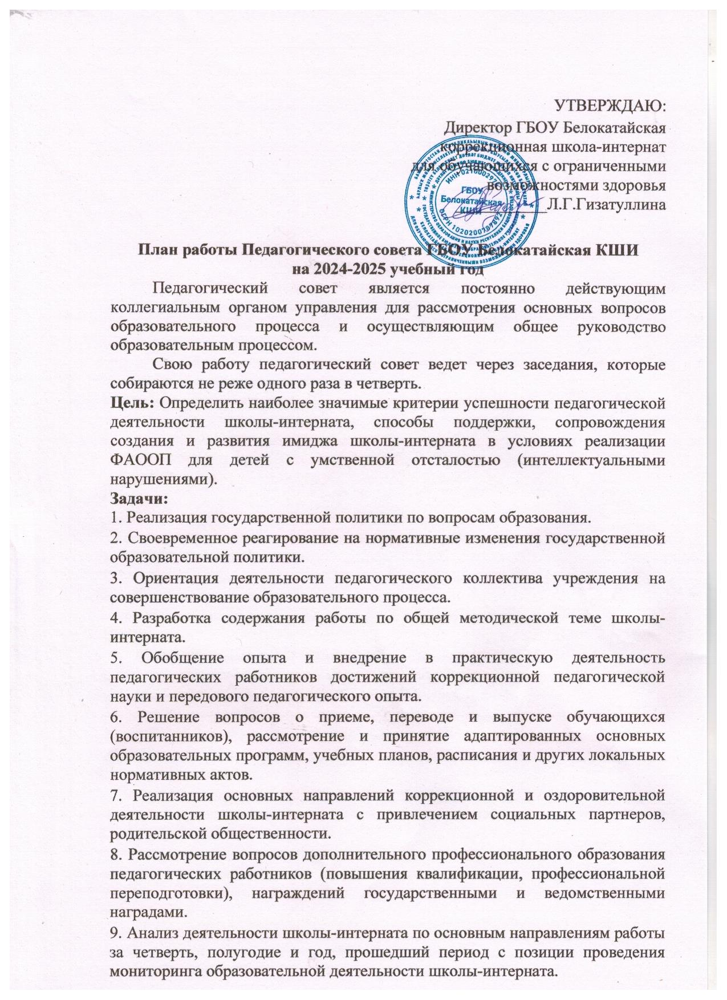 УТВЕРЖДАЮ:
Директор ГБОУ Белокатайская
коррекционная школа-интернат
для обучающихся с ограниченными
возможностями здоровья
Л.Г.Гизатуллина
ГБОУ
Белокатайская
КШИ
План работы Педагогического совета ГБОУ Белокатайская КШИ
на 2024-2025 учебный год
Педагогический совет является постоянно действующим
коллегиальным органом управления для рассмотрения основных вопросов
образовательного процесса и осуществляющим общее руководство
образовательным процессом.
Свою работу педагогический совет ведет через заседания, которые
собираются не реже одного раза в четверть.
Цель: Определить наиболее значимые критерии успешности педагогической
деятельности школы-интерната, способы поддержки, сопровождения
создания и развития имиджа школы-интерната в условиях реализации
ФАООП для детей с умственной отсталостью (интеллектуальными
нарушениями).
Задачи:
1. Реализация государственной политики по вопросам образования.
2. Своевременное реагирование на нормативные изменения государственной
образовательной политики.
3. Ориентация деятельности педагогического коллектива учреждения на
совершенствование образовательного процесса.
4. Разработка содержания работы по общей методической теме школы-
интерната.
5. Обобщение опыта и внедрение в практическую деятельность
педагогических работников достижений коррекционной педагогической
науки и передового педагогического опыта.
6. Решение вопросов о приеме, переводе и выпуске обучающихся
(воспитанников), рассмотрение и принятие адаптированных основных
образовательных программ, учебных планов, расписания и других локальных
нормативных актов.
7. Реализация основных направлений коррекционной и оздоровительной
деятельности школы-интерната с привлечением социальных партнеров,
родительской общественности.
8. Рассмотрение вопросов дополнительного профессионального образования
педагогических работников (повышения квалификации, профессиональной
переподготовки), награждений государственными и ведомственными
наградами.
9. Анализ деятельности школы-интерната по основным направлениям работы
за четверть, полугодие и год, прошедший период с позиции проведения
мониторинга образовательной деятельности школы-интерната.